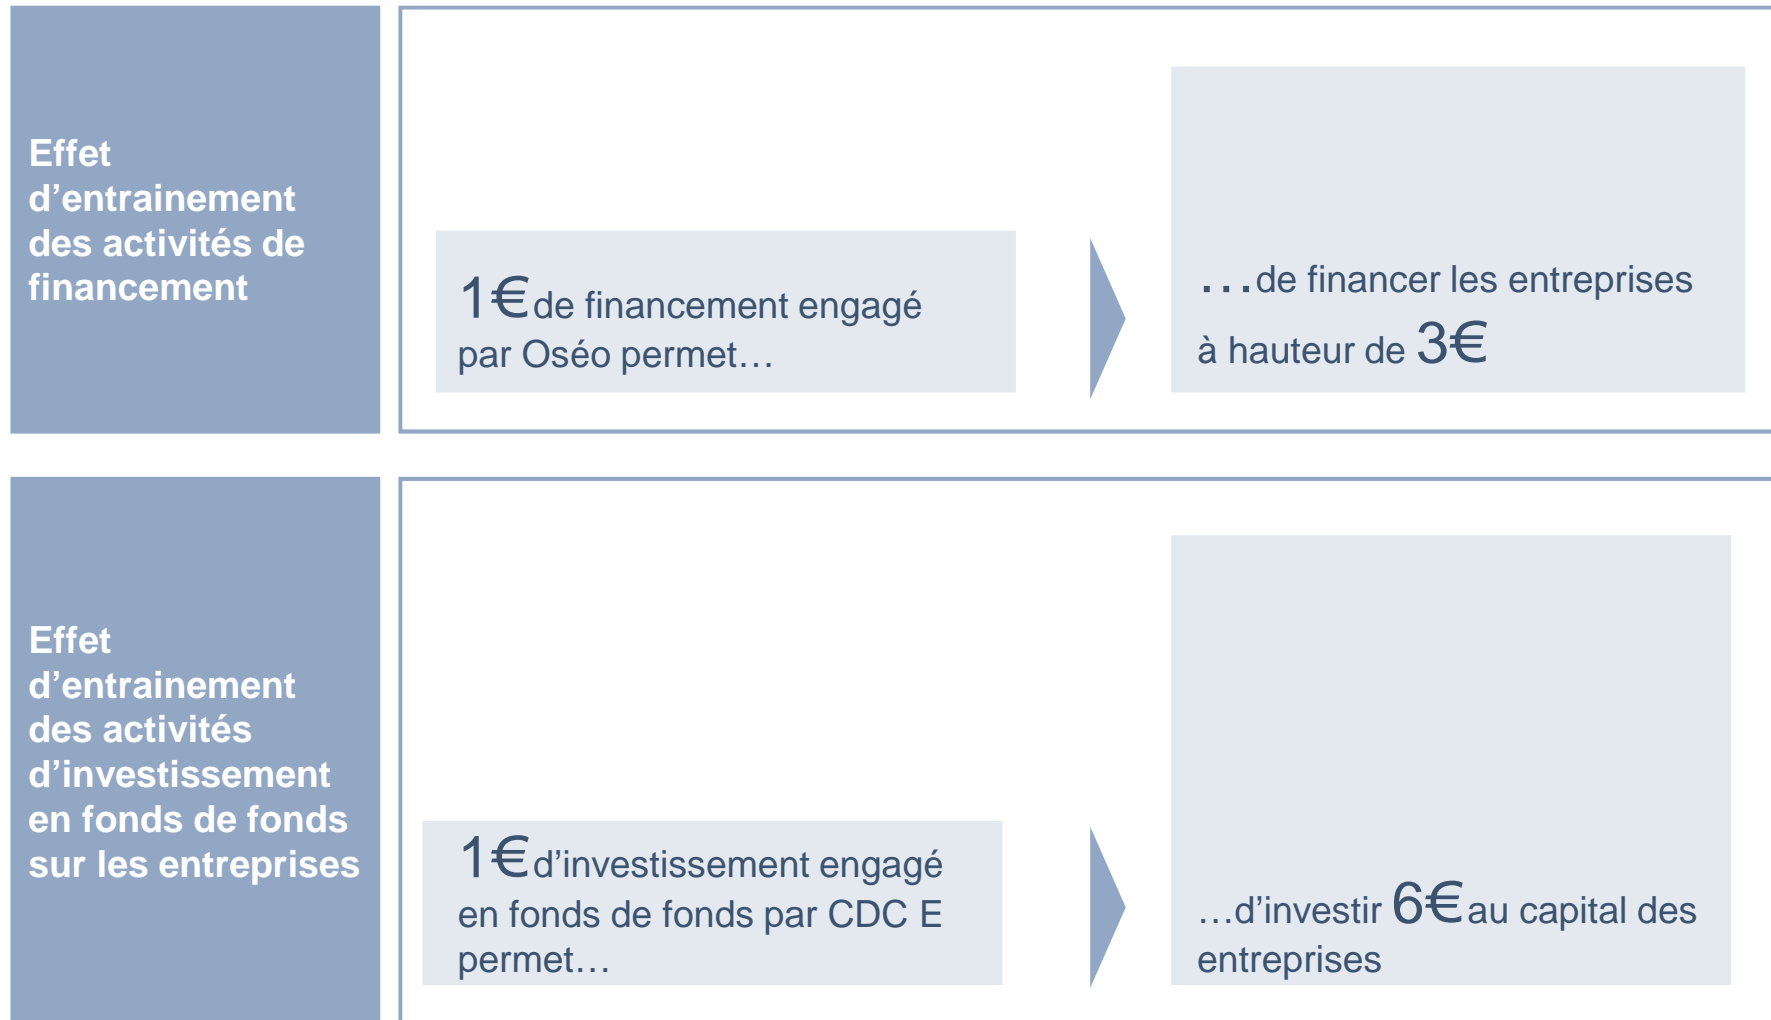 Effet
d’entrainement
des activités de
financement
1€ de financement engagé
par Oséo permet…
…de financer les entreprises
à hauteur de 3€
Effet
d’entrainement
des activités
d’investissement
en fonds de fonds
sur les entreprises
1€ d’investissement engagé
en fonds de fonds par CDC E
permet…
…d’investir 6€ au capital des
entreprises